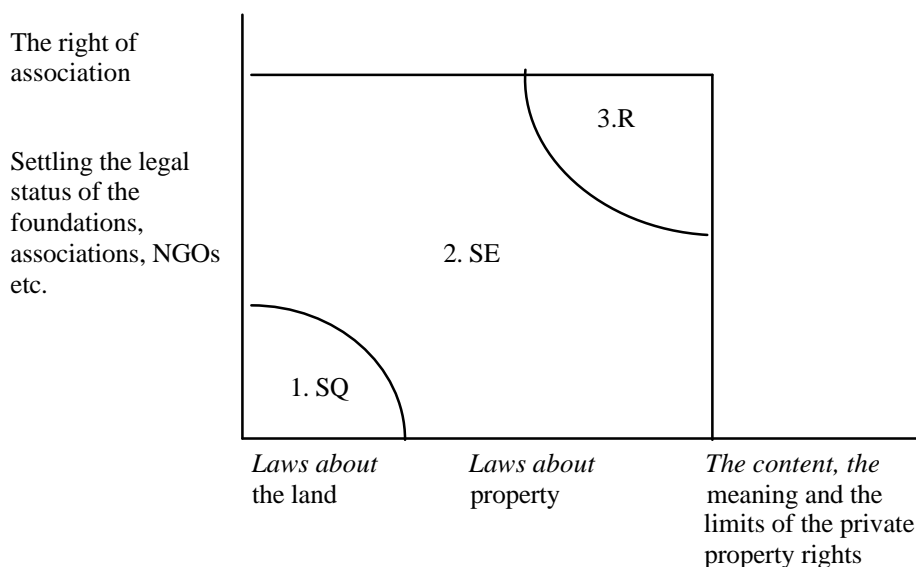 The right of
association
3.R
Settling the legal
status of the
foundations,
associations, NGOs
etc.
2. SE
1. SQ
Laws about
the land
Laws about
property
The content, the
meaning and the
limits of the private
property rights